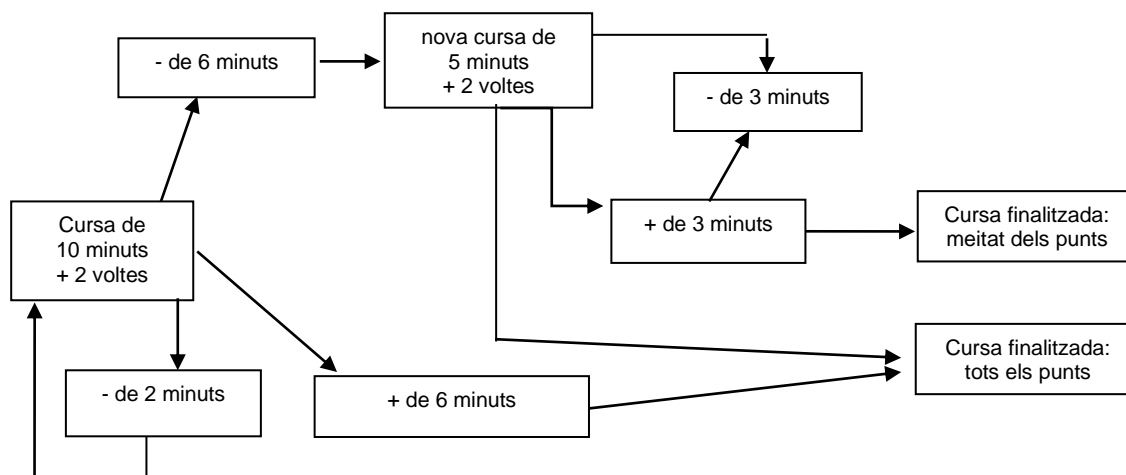 - de 6 minuts
nova cursa de
5 minuts
+ 2 voltes
- de 3 minuts
Cursa de
10 minuts
+ 2 voltes
+ de 3 minuts
Cursa finalitzada:
meitat dels punts
- de 2 minuts
+ de 6 minuts
Cursa finalitzada:
tots els punts